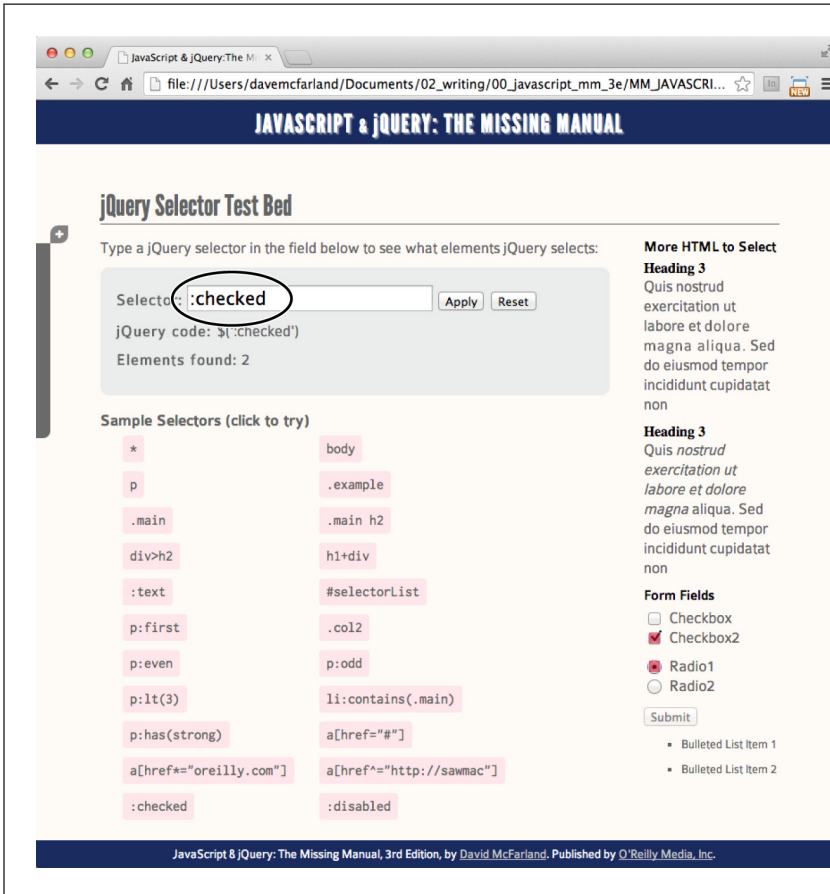 JavaScript & jQuery:The Mi
file:///Users/davemcfarland/Documents/02_writing/00_javascript_mm_3e/MM_JAVASCRI...
NEW
JAVASCRIPT & jQUERY: THE MISSING MANUAL
jQuery Selector Test Bed
Type a jQuery selector in the field below to see what elements jQuery selects:
Selector: :checked
Apply
Reset
jQuery code: $(':checked')
Elements found: 2
Sample Selectors (click to try)
* body
p .example
.main .main h2
div>h2 h1+div
:text #selectorList
p:first .col2
p:even p:odd
p:lt(3) li:contains(.main)
p:has(strong) a[href="#"]
a[href*="oreilly.com"] a[href^="http://sawmac"]
:checked :disabled
More HTML to Select
Heading 3
Quis nostrud
exercitation ut
labore et dolore
magna aliqua. Sed
do eiusmod tempor
incididunt cupidatat
non
Heading 3
Quis nostrud
exercitation ut
labore et dolore
magna aliqua. Sed
do eiusmod tempor
incididunt cupidatat
non
Form Fields
Checkbox
Checkbox2
Radio1
Radio2
Submit
Bulleted List Item 1
Bulleted List Item 2
JavaScript & jQuery: The Missing Manual, 3rd Edition, by David McFarland. Published by O'Reilly Media, Inc.